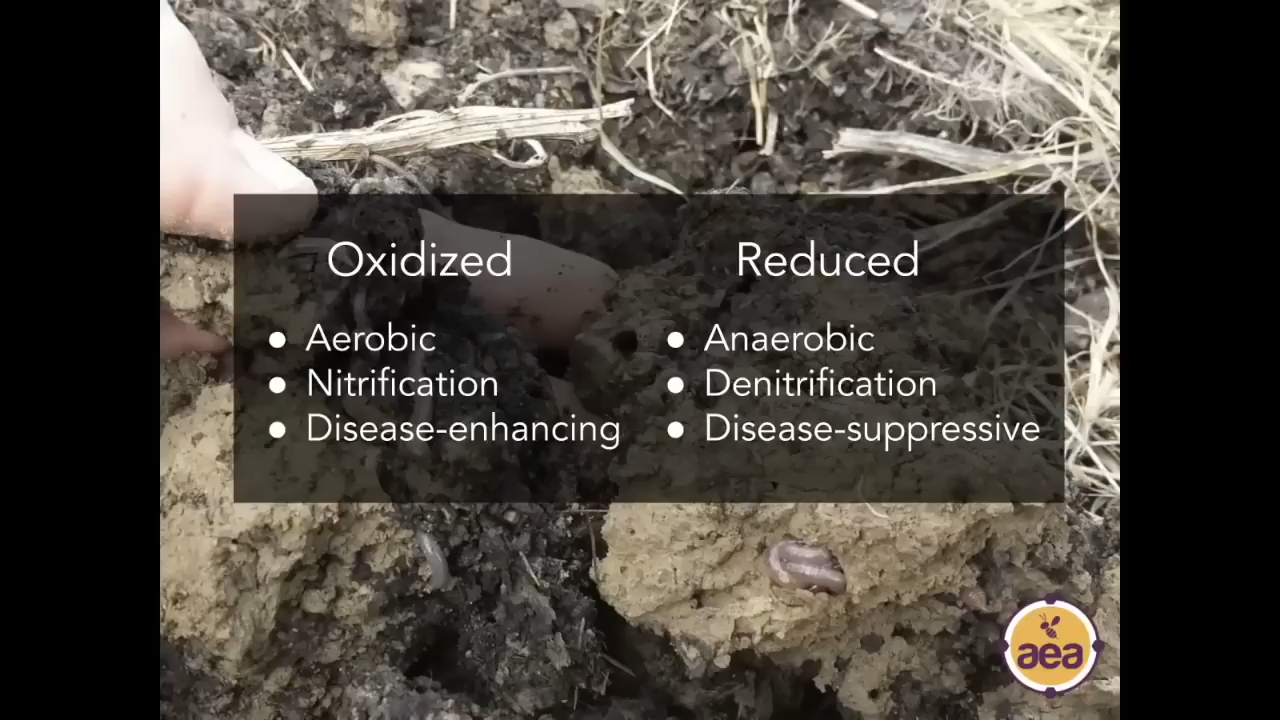 Oxidized
● Aerobic
● Nitrification
● Disease-enhancing
Reduced
● Anaerobic
● Denitrification
● Disease-suppressive
aea